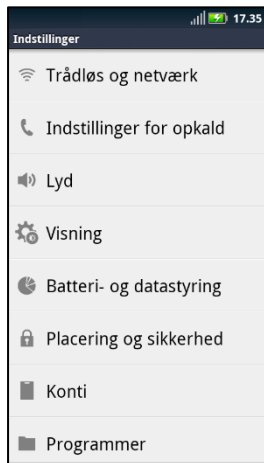 17.35
Indstillinger
Trådløs og netværk
Indstillinger for opkald
Lyd
Visning
Batteri- og datastyring
Placering og sikkerhed
Konti
Programmer